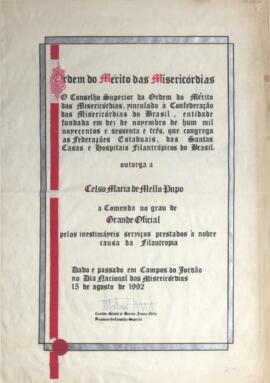 Ordem do Mérito das Misericórdias
O Conselho Superior da Ordem do Mérito
das Misericórdias, vinculado à Confederação
das Misericórdias do Brasil, entidade
fundada em dez de novembro de hum mil
novecentos e sessenta e três, que congrega
as Federações Estaduais, das Santas
Casas e Hospitais Filantrópicos do Brasil.
outorga a
Celso Maria de Mello Pupo
a Comenda no grau de
Grande Oficial
pelos inestimáveis serviços prestados à nobre
causa da Filantropia
Dado e passado em Campos do Jordão
no Dia Nacional das Misericórdias
15 de agosto de 1992